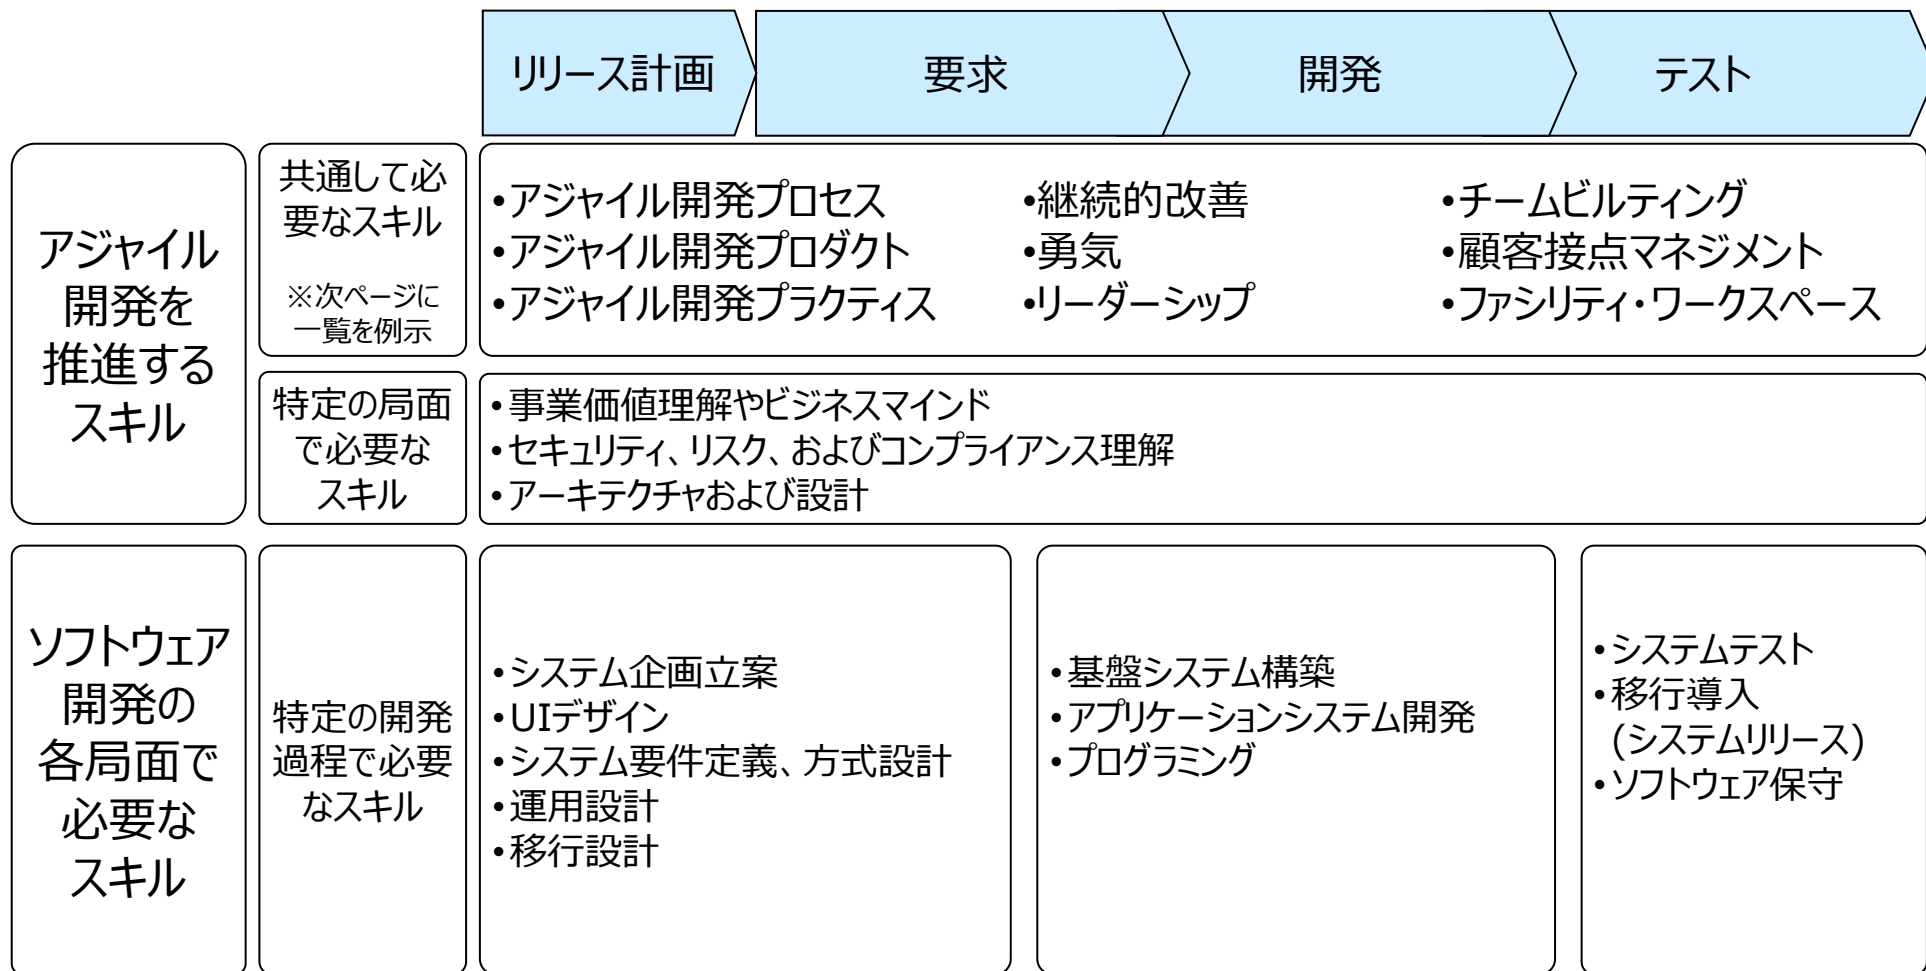 リリース計画
要求
開発
テスト
アジャイル
開発を
推進する
スキル
共通して必
要なスキル
※次ページに
一覧を例示
•アジャイル開発プロセス
•アジャイル開発プロダクト
•アジャイル開発プラクティス
•継続的改善
•勇気
•リーダーシップ
•チームビルティング
•顧客接点マネジメント
•ファシリティ・ワークスペース
特定の局面
で必要な
スキル
•事業価値理解やビジネスマインド
•セキュリティ、リスク、およびコンプライアンス理解
•アーキテクチャおよび設計
ソフトウェア
開発の
各局面で
必要な
スキル
特定の開発
過程で必要
なスキル
•システム企画立案
•UIデザイン
•システム要件定義、方式設計
•運用設計
•移行設計
•基盤システム構築
•アプリケーションシステム開発
•プログラミング
•システムテスト
•移行導入
(システムリリース)
•ソフトウェア保守